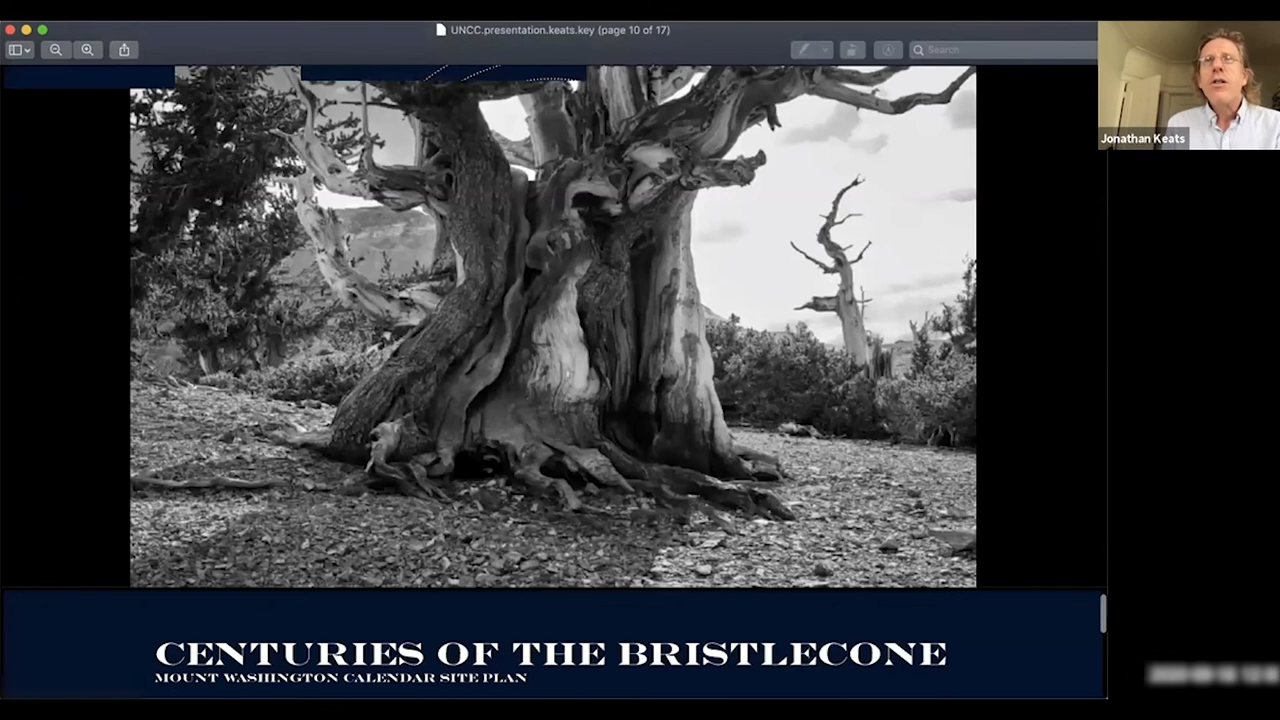 UNCC.presentation.keats.key (page 10 of 17)
Search
Jonathan Keats
CENTURIES OF THE BRISTLECONE
MOUNT WASHINGTON CALENDAR SITE PLAN